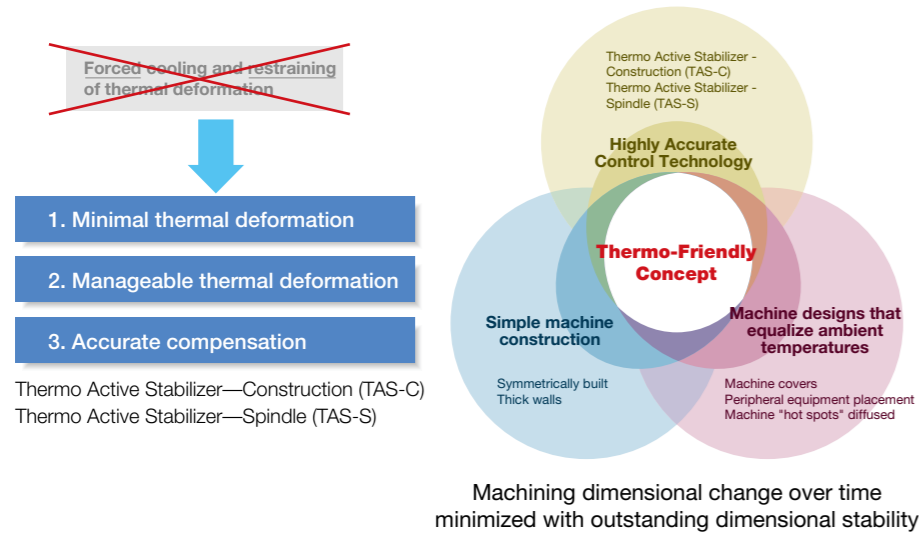 Forced cooling and restraining
of thermal deformation
1. Minimal thermal deformation
2. Manageable thermal deformation
3. Accurate compensation
Thermo Active Stabilizer—Construction (TAS-C)
Thermo Active Stabilizer—Spindle (TAS-S)
Thermo Active Stabilizer -
Construction (TAS-C)
Thermo Active Stabilizer -
Spindle (TAS-S)
Highly Accurate
Control Technology
Thermo-Friendly
Concept
Simple machine
construction
Symmetrically built
Thick walls
Machine designs that
equalize ambient
temperatures
Machine covers
Peripheral equipment placement
Machine "hot spots" diffused
Machining dimensional change over time
minimized with outstanding dimensional stability